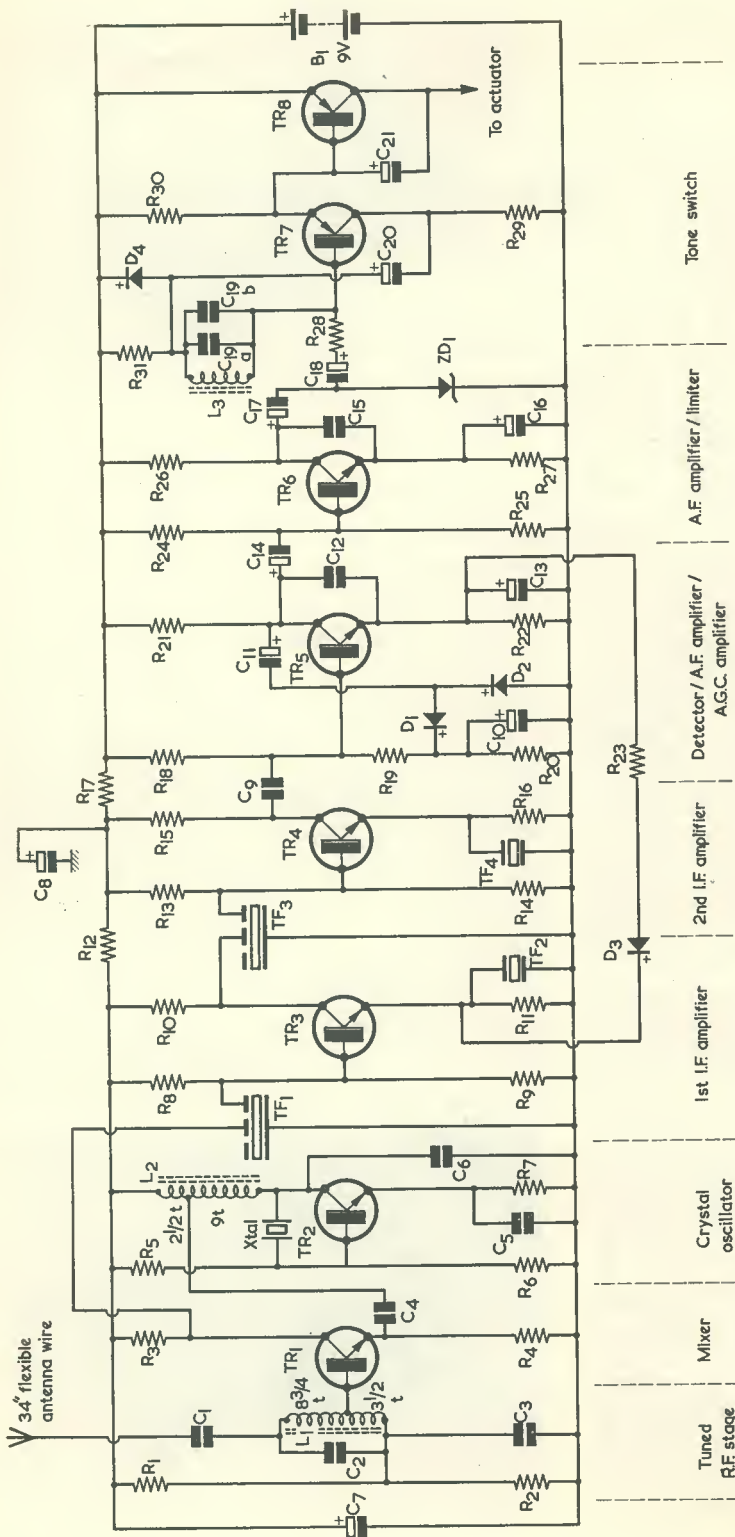 34" flexible
antenna wire
C1
R1
C7
C2
L1
8 3/4
t
3 1/2
t
R2
C3
R3
TR1
C4
R4
R5
L2
2 1/2 t
9t
Xtal
TR2
C6
R6
C5
R7
R8
TF1
R9
R10
TR3
R11
TF2
R12
TF3
C8
R13
R15
TR4
R14
TF4
R16
R17
R18
C9
R19
D1
C10
R20
D2
R21
C11
TR5
C12
C14
R22
C13
D3
R23
R24
R26
TR6
C15
C17
R25
R27
C16
ZD1
C18
R28
R31
D4
L3
C19
a
C19
b
R30
TR7
C20
R29
TR8
C21
To actuator
B1
9V
Tuned
R.F. stage
Mixer
Crystal
oscillator
1st I.F. amplifier
2nd I.F. amplifier
Detector / A.F. amplifier /
A.G.C. amplifier
A.F. amplifier / limiter
Tone switch